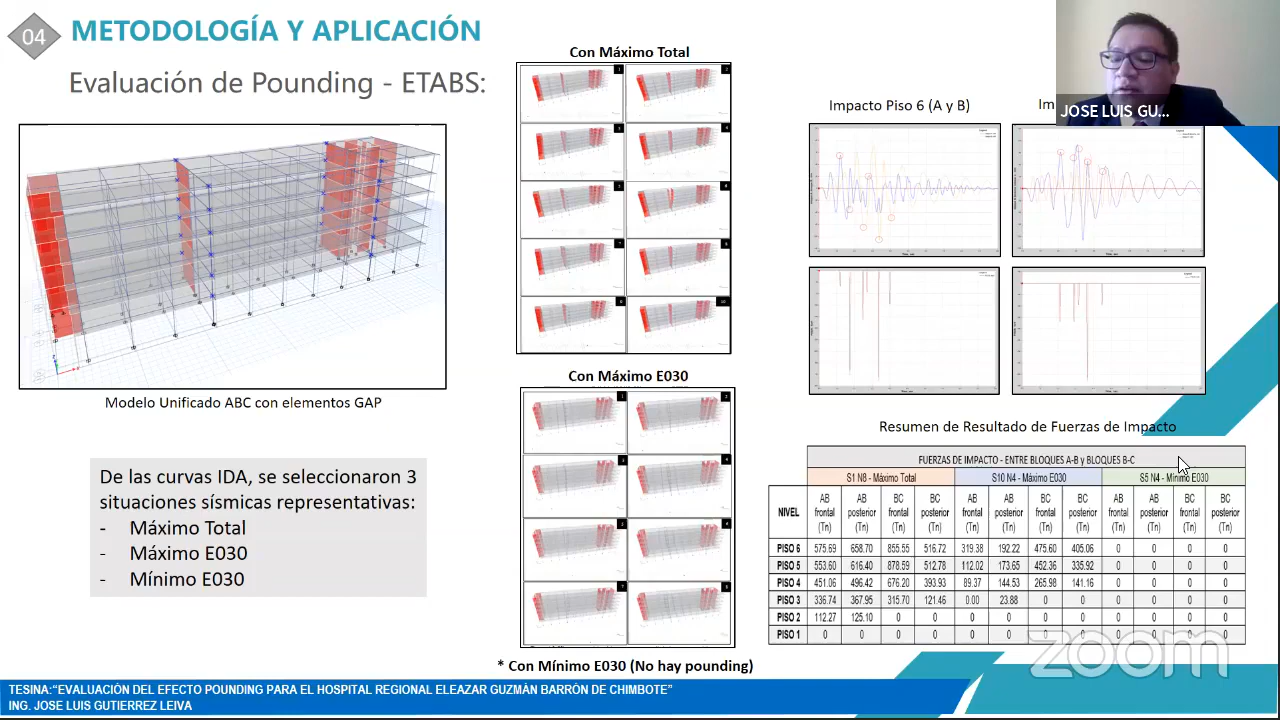 04
METODOLOGÍA Y APLICACIÓN
Evaluación de Pounding - ETABS:
Modelo Unificado ABC con elementos GAP
De las curvas IDA, se seleccionaron 3
situaciones sísmicas representativas:
- Máximo Total
- Máximo E030
- Mínimo E030
Con Máximo Total
Con Máximo E030
* Con Mínimo E030 (No hay pounding)
JOSE LUIS GU...
Impacto Piso 6 (A y B)
Resumen de Resultado de Fuerzas de Impacto
FUERZAS DE IMPACTO - ENTRE BLOQUES A-B y BLOQUES B-C
S1 N8 - Máximo Total S10 N4 - Máximo E030 S5 N4 - Mínimo E030
NIVEL AB frontal (Tn) AB posterior (Tn) BC frontal (Tn) BC posterior (Tn) AB frontal (Tn) AB posterior (Tn) BC frontal (Tn) BC posterior (Tn) AB frontal (Tn) AB posterior (Tn) BC frontal (Tn) BC posterior (Tn)
PISO 6 575.69 658.70 855.55 516.72 319.38 192.22 475.60 405.06 0 0 0 0
PISO 5 553.60 616.40 878.59 512.78 112.02 173.65 452.36 335.92 0 0 0 0
PISO 4 451.06 496.42 676.20 393.93 89.37 144.53 265.98 141.16 0 0 0 0
PISO 3 336.74 367.95 315.70 121.46 0.00 23.88 0 0 0 0 0 0
PISO 2 112.27 125.10 0 0 0 0 0 0 0 0 0 0
PISO 1 0 0 0 0 0 0 0 0 0 0 0 0
zoom
TESINA:“EVALUACIÓN DEL EFECTO POUNDING PARA EL HOSPITAL REGIONAL ELEAZAR GUZMÀN BARRÒN DE CHIMBOTE”
ING. JOSE LUIS GUTIERREZ LEIVA